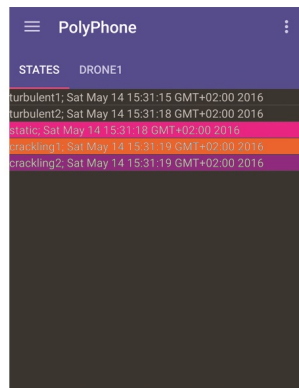 PolyPhone
STATES DRONE1
turbulent1; Sat May 14 15:31:15 GMT+02:00 2016
turbulent2; Sat May 14 15:31:18 GMT+02:00 2016
static; Sat May 14 15:31:18 GMT+02:00 2016
crackling1; Sat May 14 15:31:19 GMT+02:00 2016
crackling2; Sat May 14 15:31:19 GMT+02:00 2016